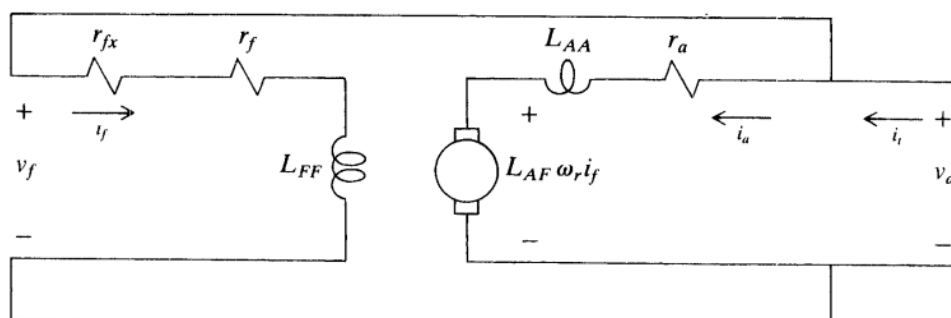 r_fx r_f L_AA r_a
+ i_f + i_a i_t +
v_f L_FF L_AF ω_r i_f v_a
− − −